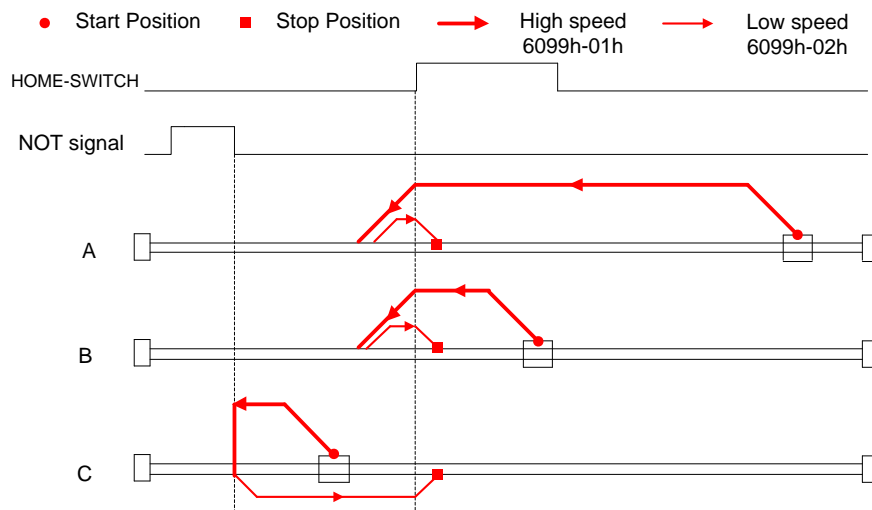 Start Position
Stop Position
High speed
6099h-01h
Low speed
6099h-02h
HOME-SWITCH
NOT signal
A
B
C